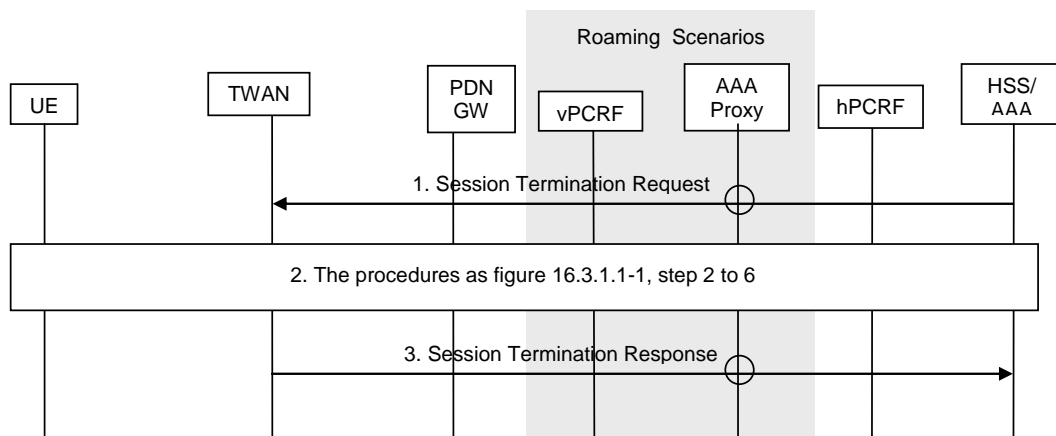 Roaming Scenarios
UE
TWAN
PDN
GW
vPCRF
AAA
Proxy
hPCRF
HSS/
AAA
1. Session Termination Request
2. The procedures as figure 16.3.1.1-1, step 2 to 6
3. Session Termination Response